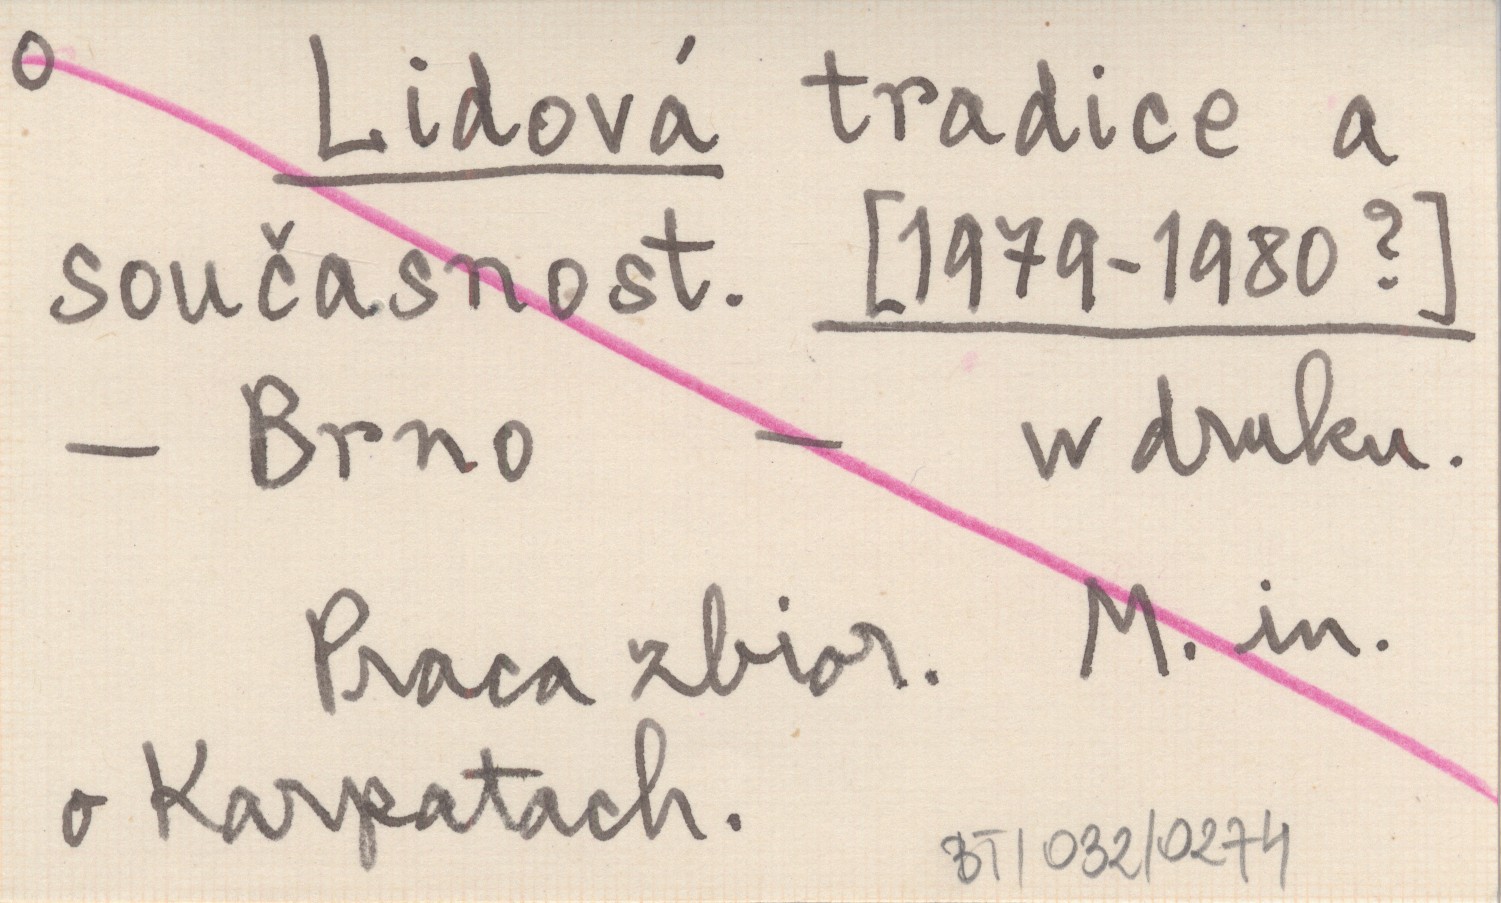 o Lidová tradice a
současnost. [1979-1980?]
- Brno - w druku.
Praca zbior. M. in.
o Karpatach.
BT/032/0274